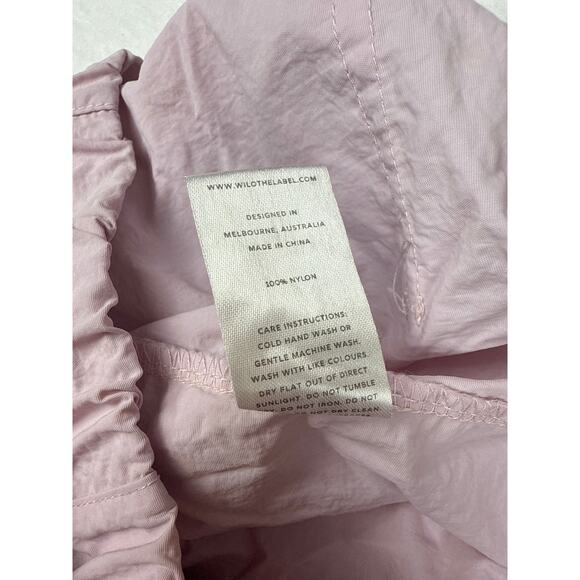 WWW.WILOTHELABEL.COM
DESIGNED IN
MELBOURNE, AUSTRALIA
MADE IN CHINA
100% NYLON
CARE INSTRUCTIONS:
COLD HAND WASH OR
GENTLE MACHINE WASH.
WASH WITH LIKE COLOURS.
DRY FLAT OUT OF DIRECT
SUNLIGHT. DO NOT TUMBLE
DO NOT IRON. DO NOT
DRY CLEAN.